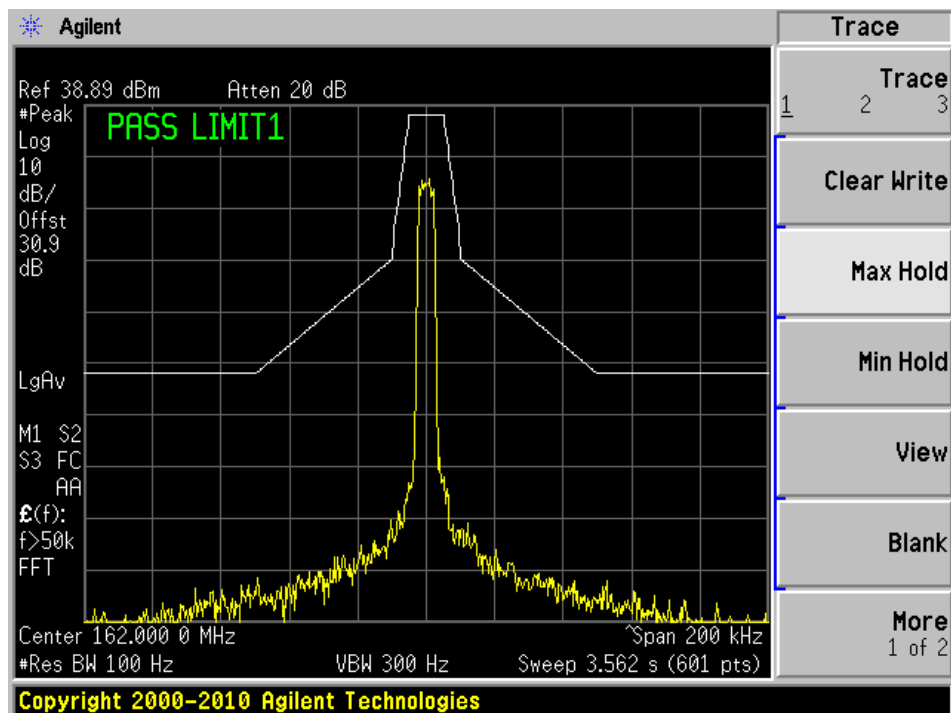 Agilent
Trace
Ref 38.89 dBm Atten 20 dB
#Peak
Log
10
dB/
Offst
30.9
dB
PASS LIMIT1
LgAv
M1 S2
S3 FC
AA
£(f):
f>50k
FFT
Center 162.000 0 MHz ~Span 200 kHz
#Res BW 100 Hz VBW 300 Hz Sweep 3.562 s (601 pts)
Copyright 2000-2010 Agilent Technologies
Trace
1 2 3
Clear Write
Max Hold
Min Hold
View
Blank
More
1 of 2